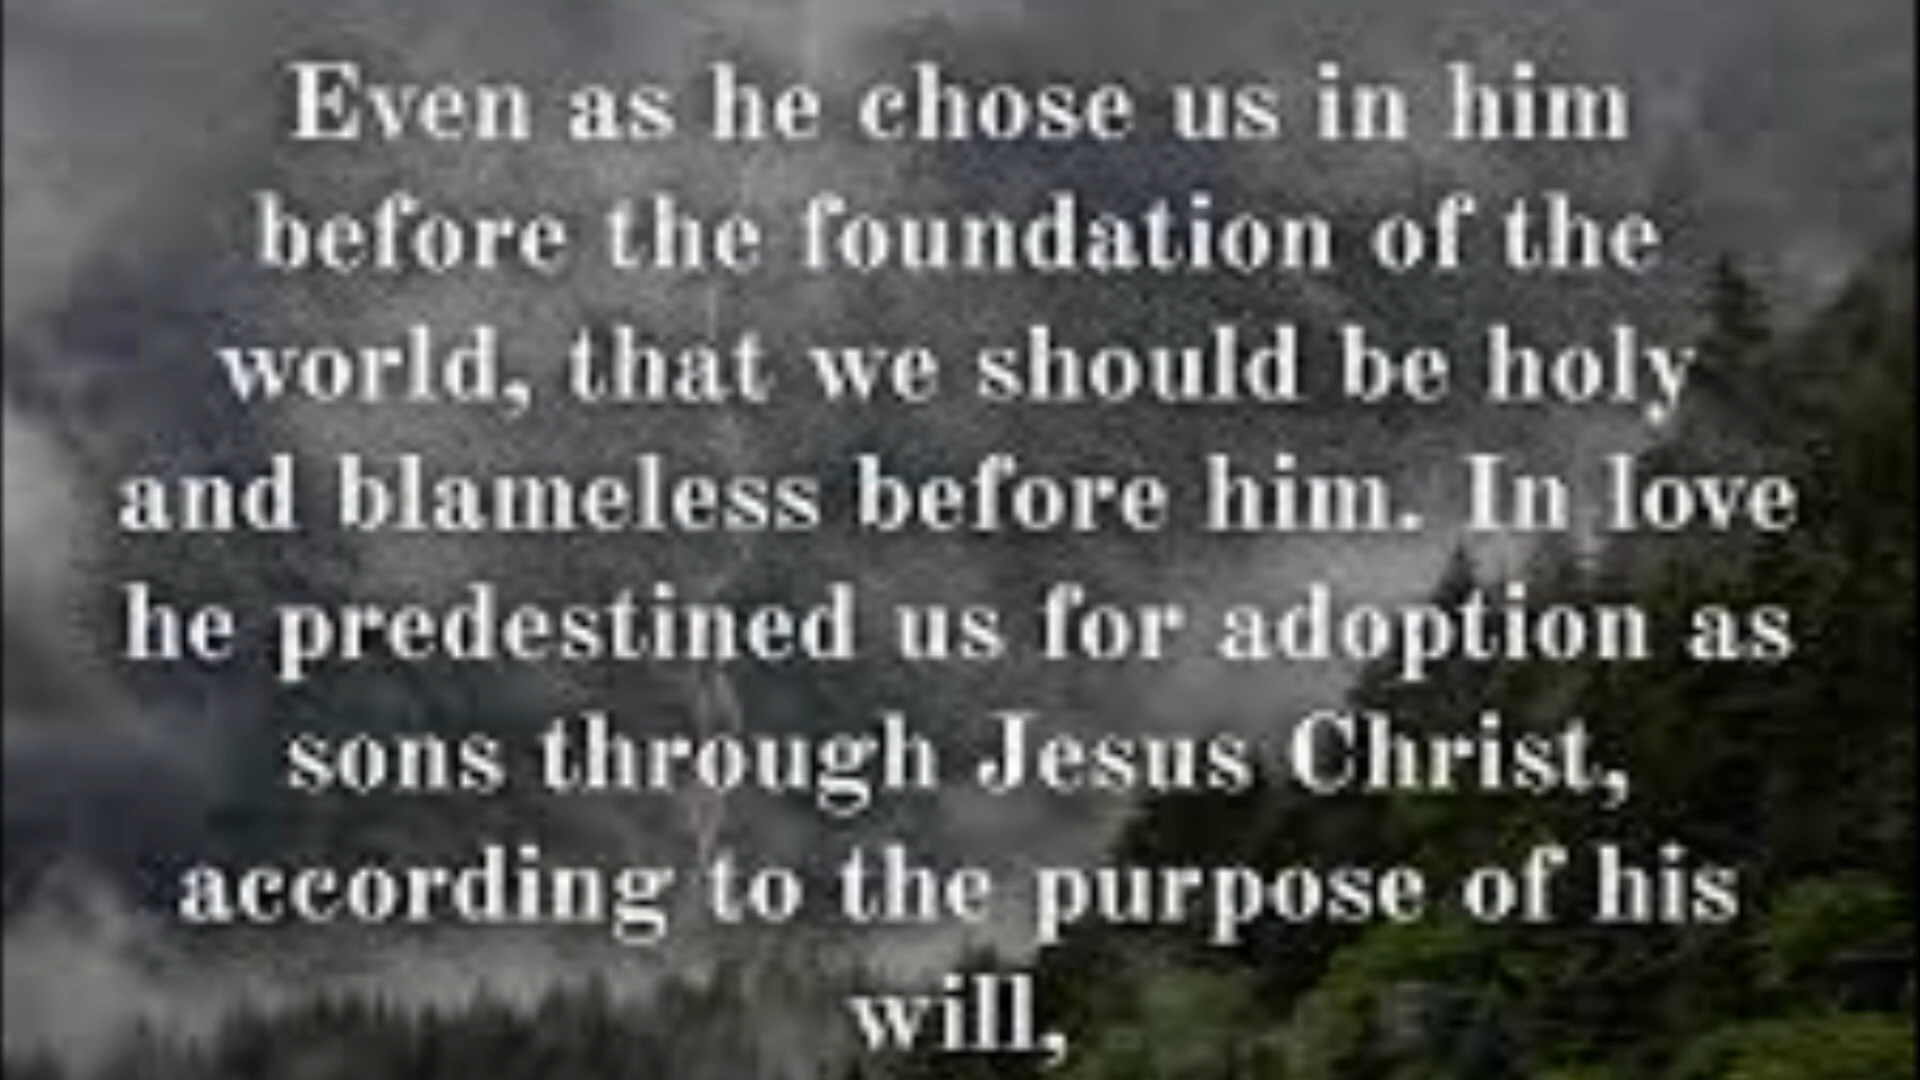 Even as he chose us in him
before the foundation of the
world, that we should be holy
and blameless before him. In love
he predestined us for adoption as
sons through Jesus Christ,
according to the purpose of his
will,